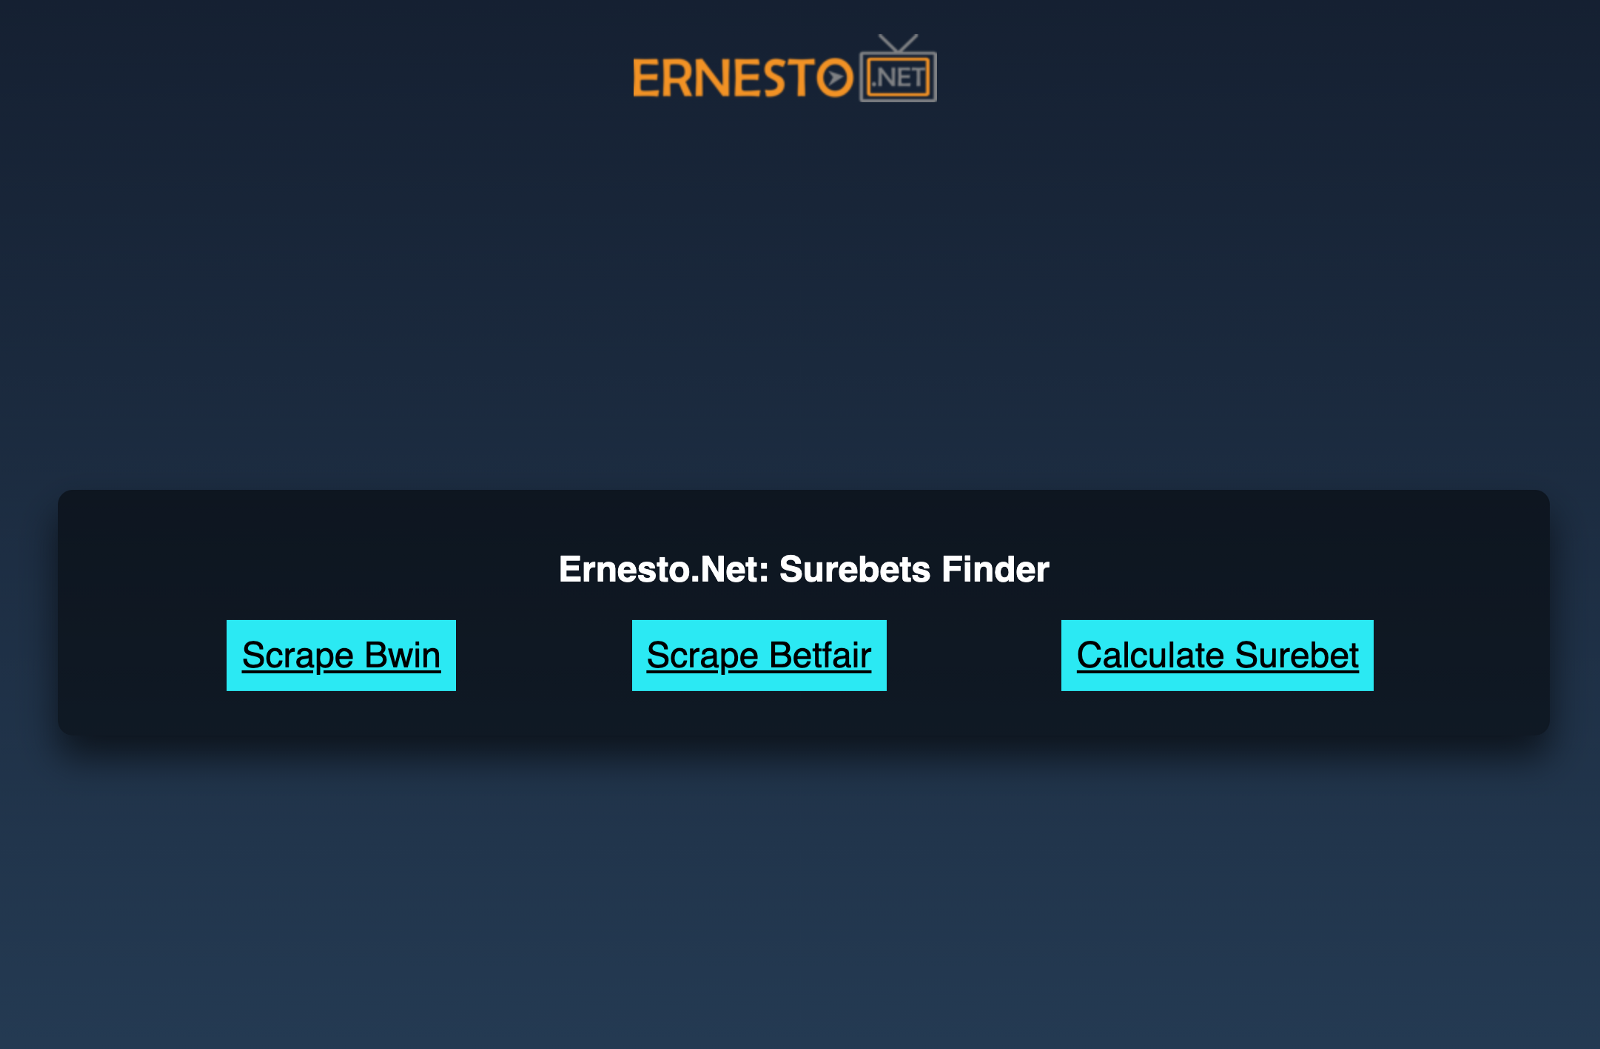 ERNESTO .NET
Ernesto.Net: Surebets Finder
Scrape Bwin Scrape Betfair Calculate Surebet